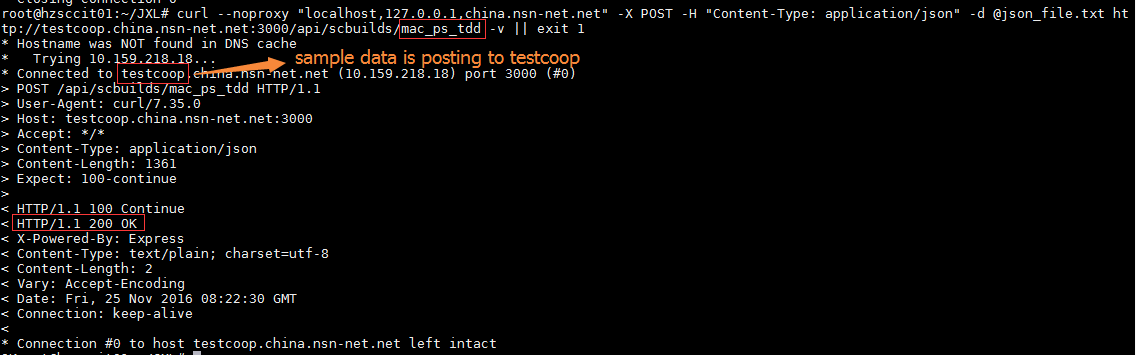 root@hzsccit01:~/JXL# curl --noproxy "localhost,127.0.0.1,china.nsn-net.net" -X POST -H "Content-Type: application/json" -d @json_file.txt ht
tp://testcoop.china.nsn-net.net:3000/api/scbuilds/mac_ps_tdd -v || exit 1
* Hostname was NOT found in DNS cache
*   Trying 10.159.218.18...
sample data is posting to testcoop
* Connected to testcoop.china.nsn-net.net (10.159.218.18) port 3000 (#0)
> POST /api/scbuilds/mac_ps_tdd HTTP/1.1
> User-Agent: curl/7.35.0
> Host: testcoop.china.nsn-net.net:3000
> Accept: */*
> Content-Type: application/json
> Content-Length: 1361
> Expect: 100-continue
>
< HTTP/1.1 100 Continue
< HTTP/1.1 200 OK
< X-Powered-By: Express
< Content-Type: text/plain; charset=utf-8
< Content-Length: 2
< Vary: Accept-Encoding
< Date: Fri, 25 Nov 2016 08:22:30 GMT
< Connection: keep-alive
<
* Connection #0 to host testcoop.china.nsn-net.net left intact